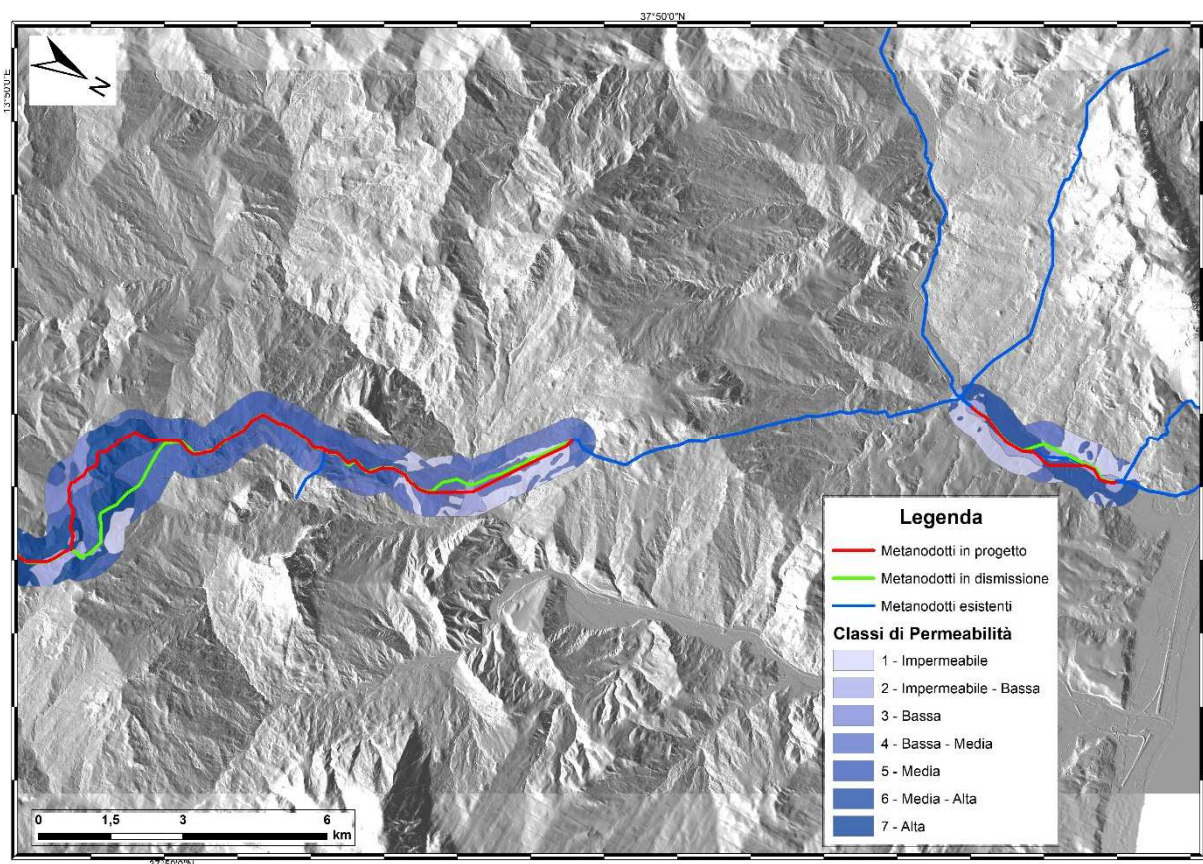 37°50'0"N
13°50'0"E
N
Legenda
Metanodotti in progetto
Metanodotti in dismissione
Metanodotti esistenti
Classi di Permeabilità
1 - Impermeabile
2 - Impermeabile - Bassa
3 - Bassa
4 - Bassa - Media
5 - Media
6 - Media - Alta
7 - Alta
0 1,5 3 6
km